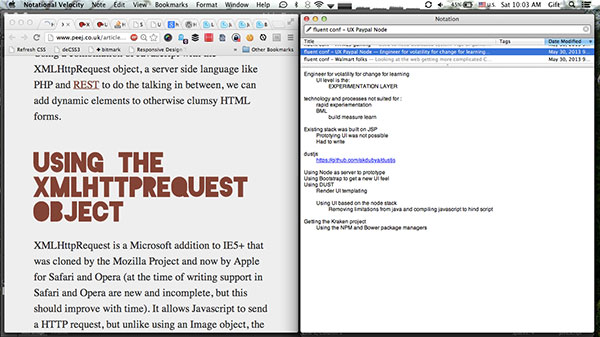 Notational Velocity File Edit View Window Help
45% Sat 10:03 AM Gife
www.peej.co.uk/article...
Refresh CSS deCSS3 bitmark Responsive Design Other Bookmarks
XMLHttpRequest object, a server side language like
PHP and REST to do the talking in between, we can
add dynamic elements to otherwise clumsy HTML
forms.
USING THE
XMLHTTPREQUEST
OBJECT
XMLHttpRequest is a Microsoft addition to IE5+ that
was cloned by the Mozilla Project and now by Apple
for Safari and Opera (at the time of writing support in
Safari and Opera are new and incomplete, but this
should improve with time). It allows Javascript to send
a HTTP request, but unlike using an Image object, the
Notation
fluent conf – UX Paypal Node
Title Tags Date Modified
fluent conf – UX Paypal Node — Engineer for volatility for change for learning... May 30, 2013 9
fluent conf – Walmart folks — Looking at the web getting more complicated C... May 30, 2013 9
Engineer for volatility for change for learning
UI level is the:
EXPERIMENTATION LAYER
technology and processes not suited for :
rapid experiementation
BML
build measure learn
Existing stack was built on JSP
Prototying UI was not possible
Had to write
dustjs
https://github.com/akdubya/dustjs
Using Node as server to prototype
Using Bootstrap to get a new UI feel
Using DUST
Render UI templating
Using UI based on the node stack
Removing limitations from java and compiling javascript to hind script
Getting the Kraken project
Using the NPM and Bower package managers